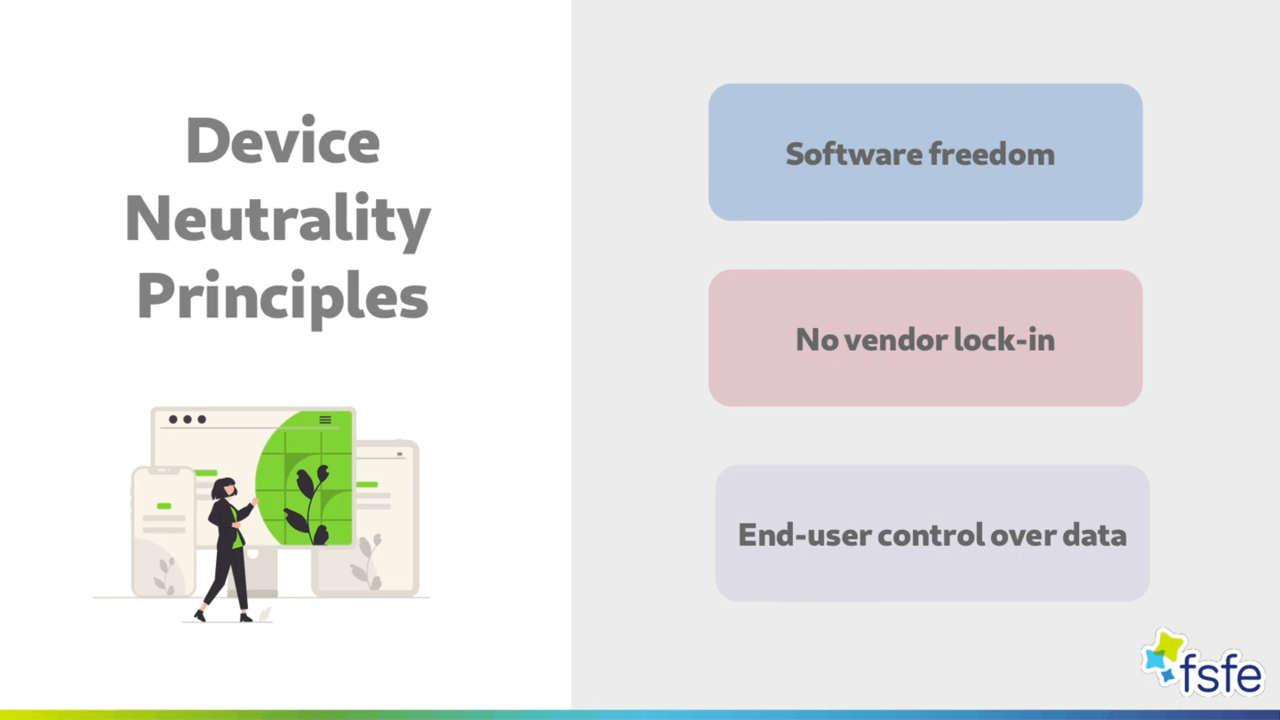 Device
Neutrality
Principles
Software freedom
No vendor lock-in
End-user control over data
fsfe